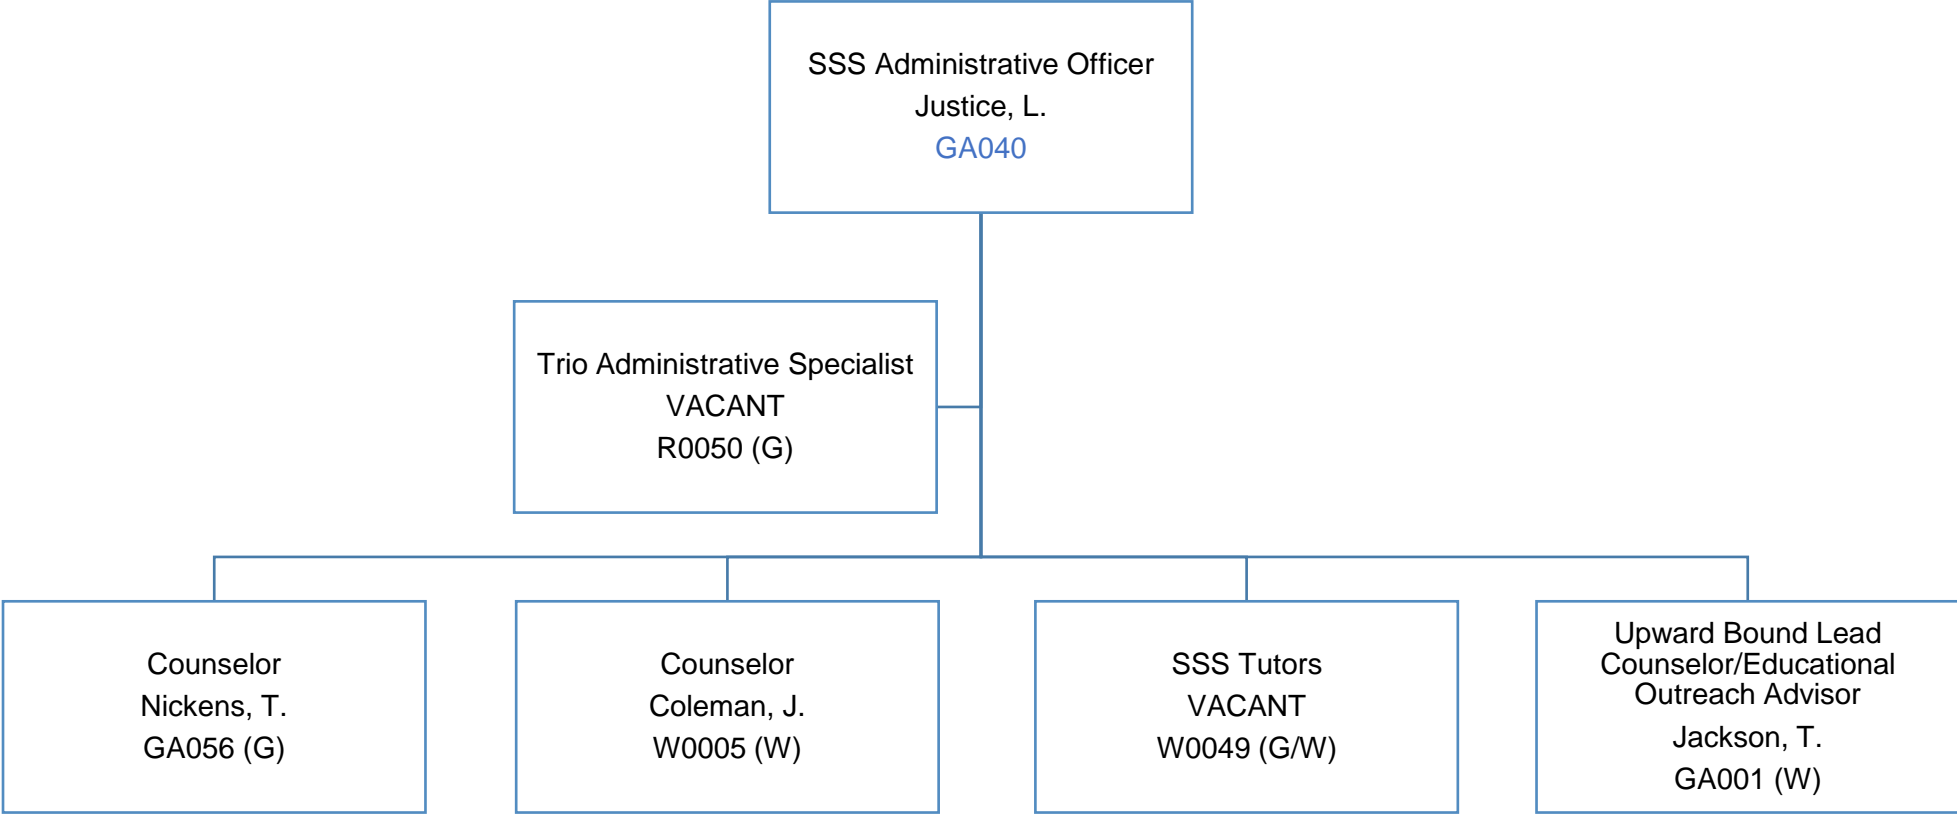 SSS Administrative Officer
Justice, L.
GA040
Trio Administrative Specialist
VACANT
R0050 (G)
Counselor
Nickens, T.
GA056 (G)
Counselor
Coleman, J.
W0005 (W)
SSS Tutors
VACANT
W0049 (G/W)
Upward Bound Lead
Counselor/Educational
Outreach Advisor
Jackson, T.
GA001 (W)